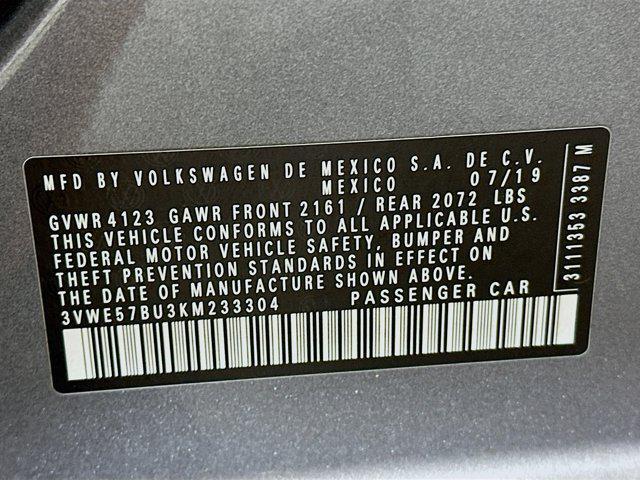 MFD BY VOLKSWAGEN DE MEXICO S.A. DE C.V.
MEXICO 07/19
GVWR 4123 GAWR FRONT 2161 / REAR 2072 LBS
THIS VEHICLE CONFORMS TO ALL APPLICABLE U.S.
FEDERAL MOTOR VEHICLE SAFETY, BUMPER AND
THEFT PREVENTION STANDARDS IN EFFECT ON
THE DATE OF MANUFACTURE SHOWN ABOVE.
3VWE57BU3KM233304 PASSENGER CAR
3111353 3387 M